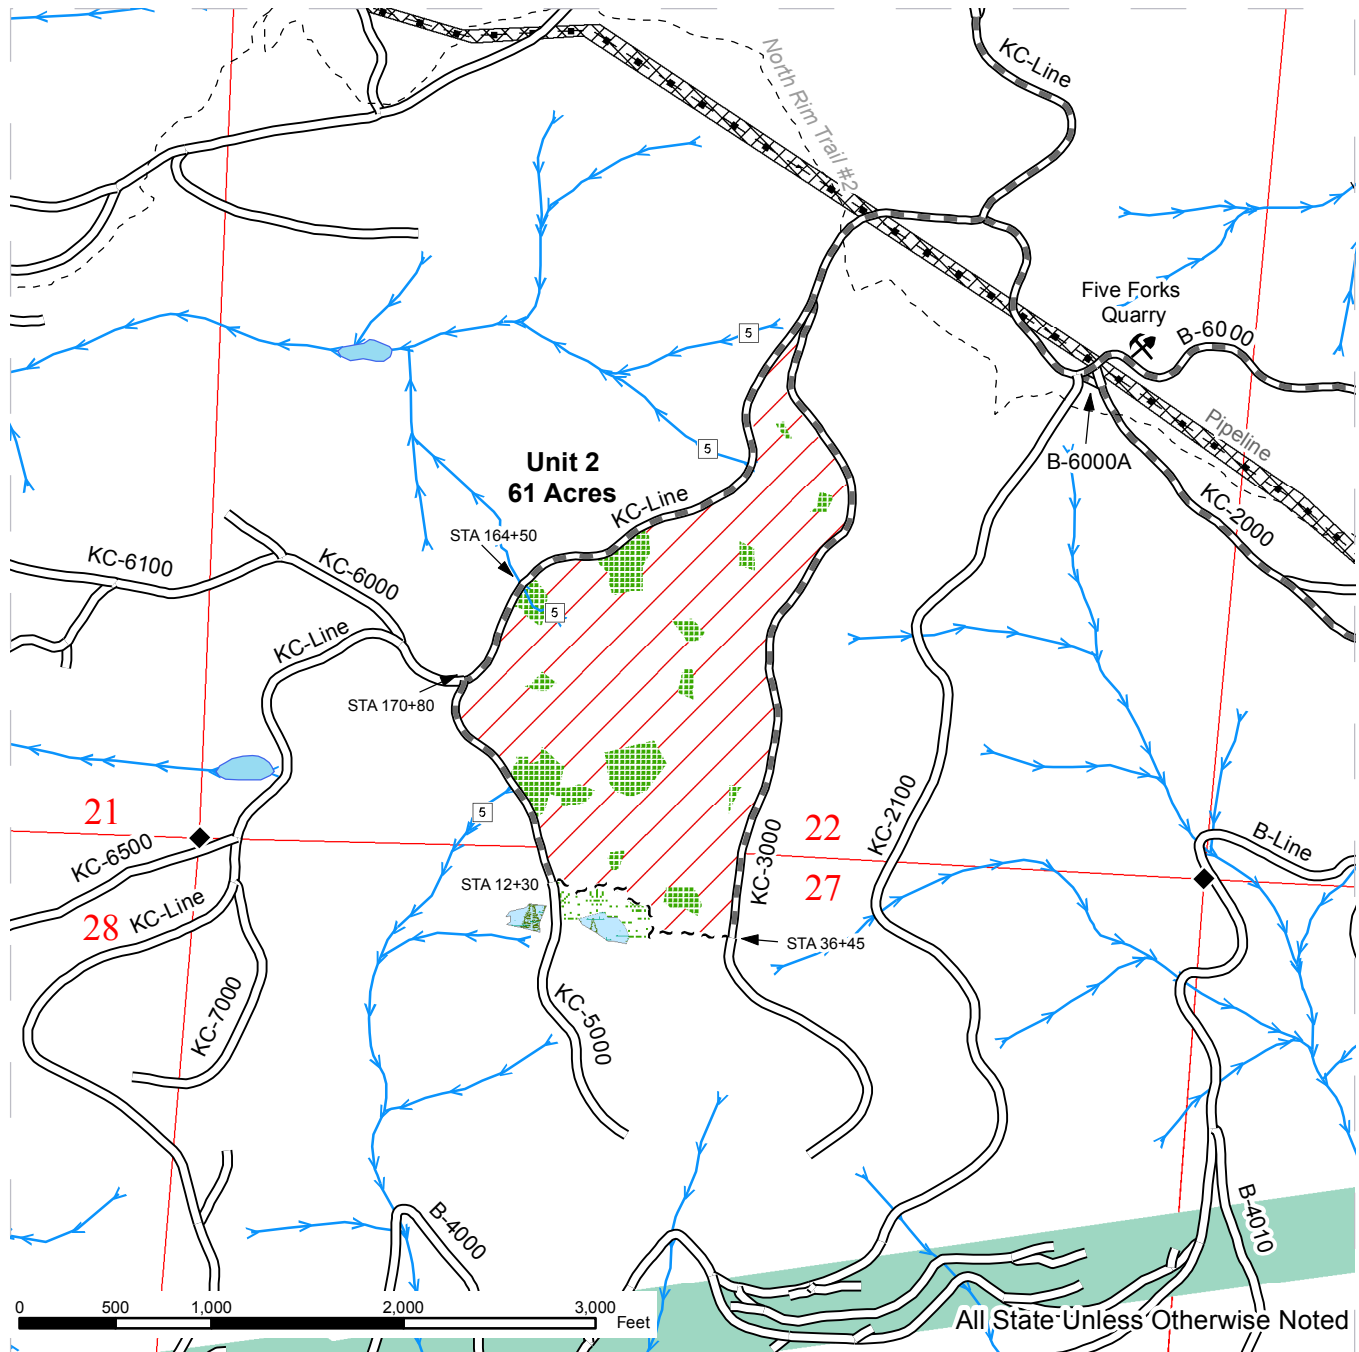 KC-Line
North Rim Trail #2
Five Forks
Quarry
B-6000
5
Pipeline
5
Unit 2
61 Acres
B-6000A
KC-Line
KC-2000
STA 164+50
KC-6100
KC-6000
5
KC-Line
STA 170+80
KC-2100
21
5
22
B-Line
KC-6500
KC-3000
STA 12+30
27
KC-Line
28
STA 36+45
KC-7000
KC-5000
B-4000
B-4010
0
500
1,000
2,000
3,000
Feet
All State Unless Otherwise Noted